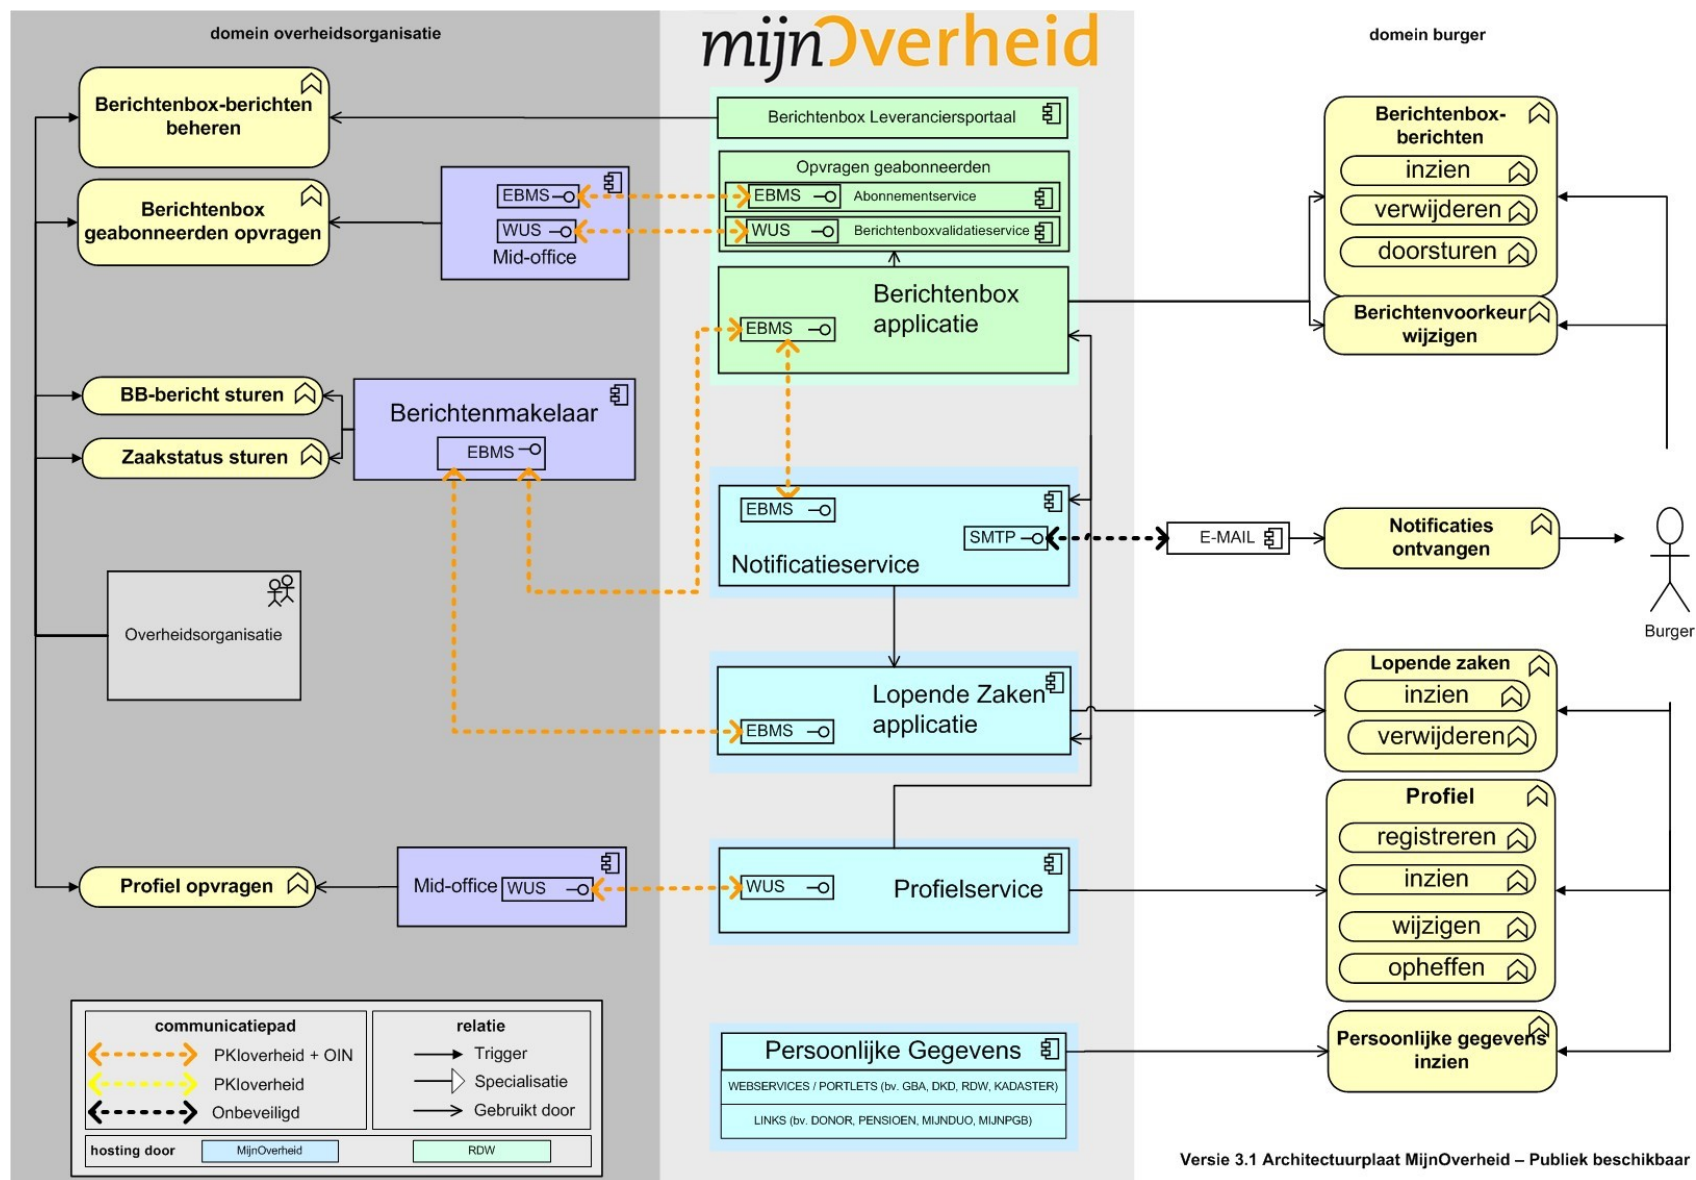 domein overheidsorganisatie
mijnOverheid
domein burger
Berichtenbox-berichten
beheren
Berichtenbox
geabonneerden opvragen
EBMS
WUS
Mid-office
Berichtenbox Leveranciersportaal
Opvragen geabonneerden
EBMS
Abonnementservice
WUS
Berichtenboxvalidatieservice
Berichtenbox
applicatie
EBMS
Berichtenbox-
berichten
inzien
verwijderen
doorsturen
Berichtenvoorkeur
wijzigen
BB-bericht sturen
Zaakstatus sturen
Berichtenmakelaar
EBMS
EBMS
SMTP
Notificatieservice
E-MAIL
Notificaties
ontvangen
Burger
Overheidsorganisatie
Lopende Zaken
applicatie
EBMS
Lopende zaken
inzien
verwijderen
Profiel opvragen
Mid-office
WUS
WUS
Profielservice
Profiel
registreren
inzien
wijzigen
opheffen
Persoonlijke Gegevens
WEBSERVICES / PORTLETS (bv. GBA, DKD, RDW, KADASTER)
LINKS (bv. DONOR, PENSIOEN, MIJNDUO, MIJNPGB)
Persoonlijke gegevens
inzien
communicatiepad
PKIoverheid + OIN
PKIoverheid
Onbeveiligd
relatie
Trigger
Specialisatie
Gebruikt door
hosting door
MijnOverheid
RDW
Versie 3.1 Architectuurplaat MijnOverheid – Publiek beschikbaar